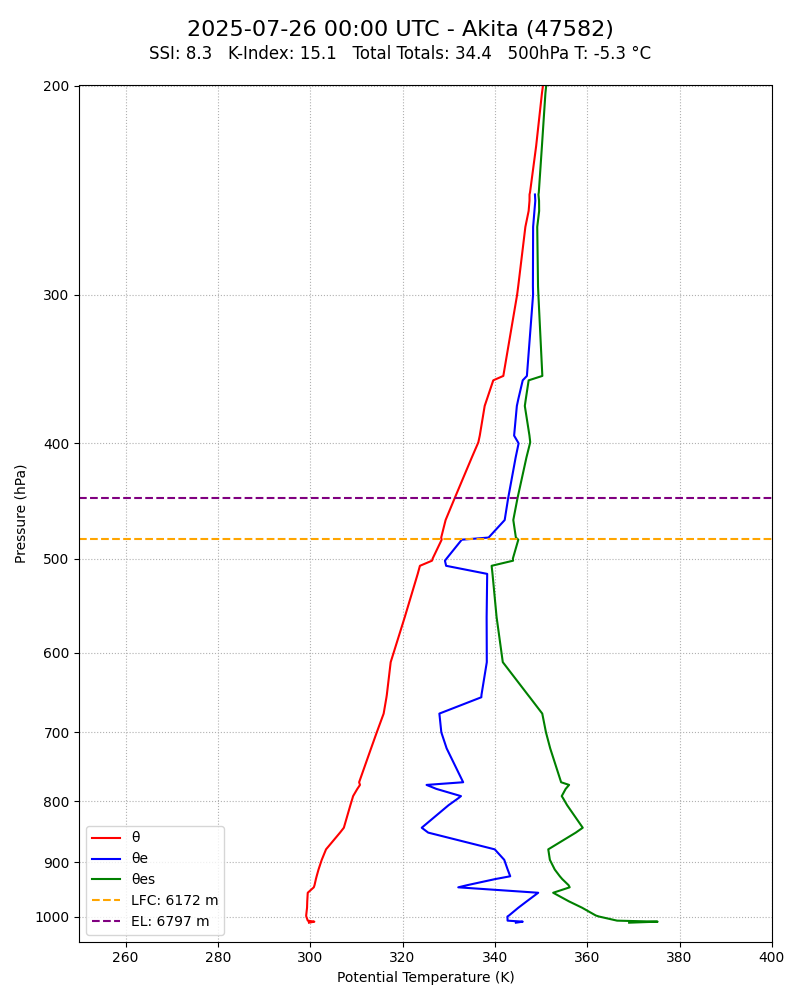 2025-07-26 00:00 UTC - Akita (47582)
SSI: 8.3   K-Index: 15.1   Total Totals: 34.4   500hPa T: -5.3 °C
200
300
400
500
600
700
800
900
1000
Pressure (hPa)
θ
θe
θes
LFC: 6172 m
EL: 6797 m
260 280 300 320 340 360 380 400
Potential Temperature (K)